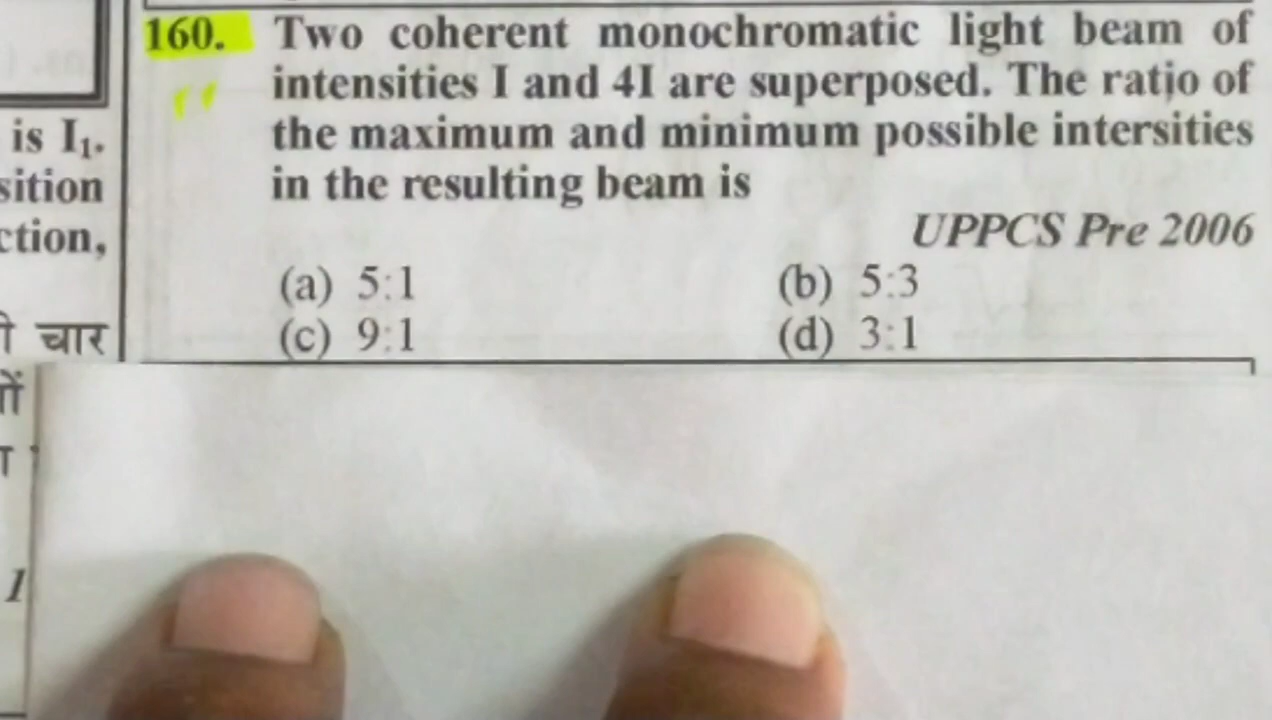 160. Two coherent monochromatic light beam of
intensities I and 4I are superposed. The ratio of
the maximum and minimum possible intersities
in the resulting beam is
UPPCS Pre 2006
(a) 5:1 (b) 5:3
(c) 9:1 (d) 3:1
is I₁.
sition
ction,
चार
1